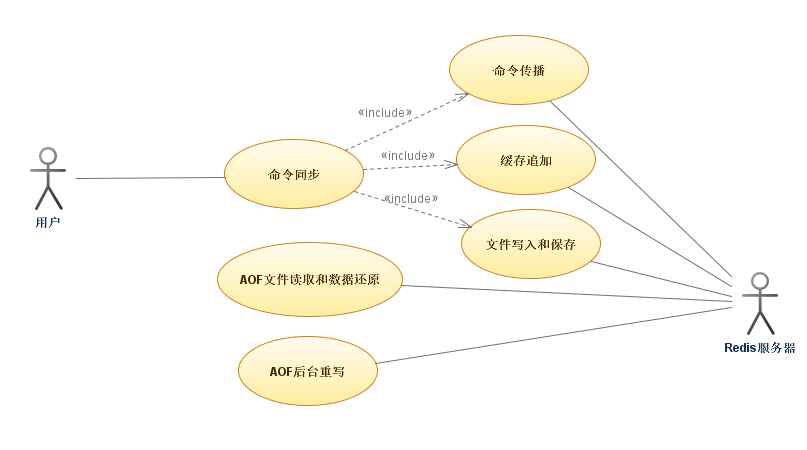 命令传播
«include»
缓存追加
«include»
命令同步
«include»
用户
文件写入和保存
AOF文件读取和数据还原
Redis服务器
AOF后台重写